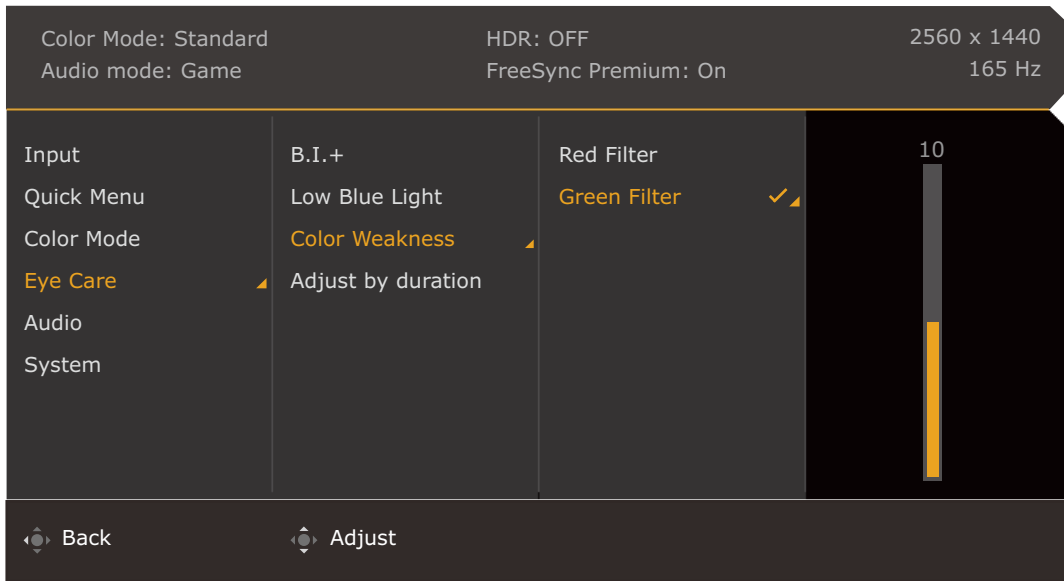 Color Mode: Standard
HDR: OFF
2560 x 1440
Audio mode: Game
FreeSync Premium: On
165 Hz
Input
Quick Menu
Color Mode
Eye Care
Audio
System
B.I.+
Low Blue Light
Color Weakness
Adjust by duration
Red Filter
Green Filter
10
Back
Adjust